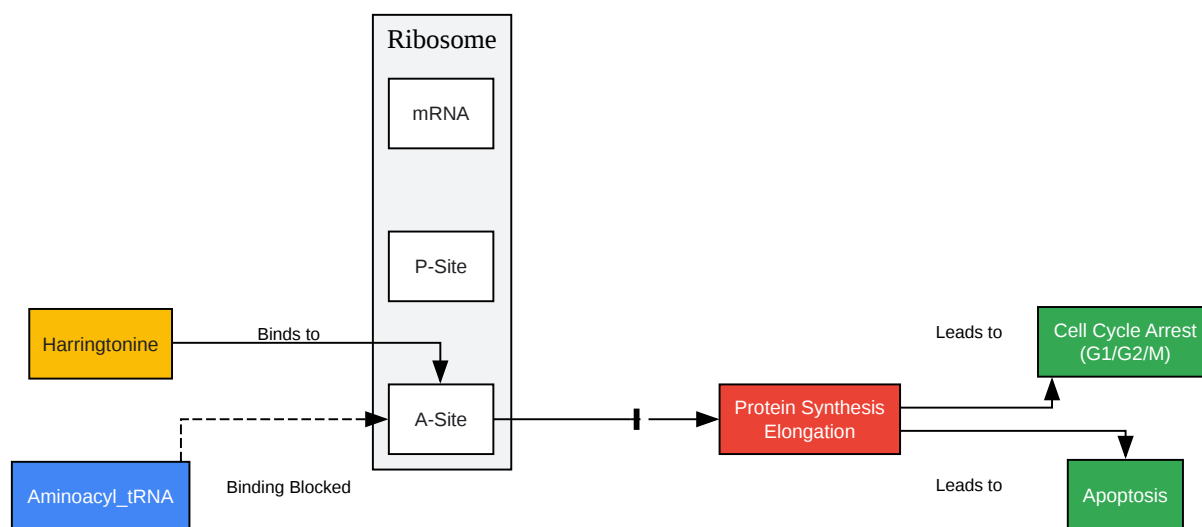 Ribosome
mRNA
P-Site
Harringtonine
Binds to
A-Site
Aminoacyl_tRNA
Binding Blocked
Protein Synthesis
Elongation
Leads to
Cell Cycle Arrest
(G1/G2/M)
Leads to
Apoptosis